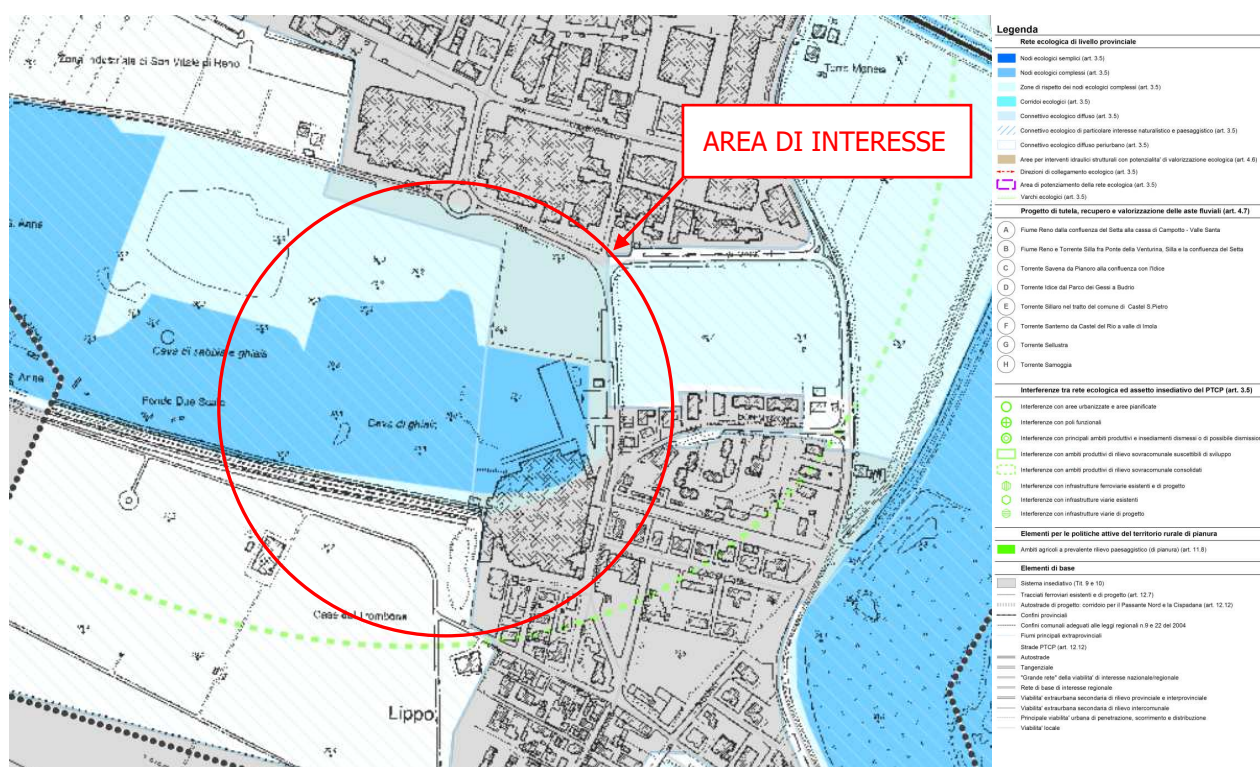 Zona Industriale di San Vitale di Reno
Torre Manese
AREA DI INTERESSE
S. Anna
Cava di sabbia e ghiaia
S. Anna
Fondo Due Scale
Cava di ghiaia
Case del Trombone
Lippo
Legenda
Rete ecologica di livello provinciale
Nodi ecologici semplici (art. 3.5)
Nodi ecologici complessi (art. 3.5)
Zone di rispetto dei nodi ecologici complessi (art. 3.5)
Corridoi ecologici (art. 3.5)
Connettivo ecologico diffuso (art. 3.5)
Connettivo ecologico di particolare interesse naturalistico e paesaggistico (art. 3.5)
Connettivo ecologico diffuso periurbano (art. 3.5)
Aree per interventi idraulici strutturali con potenzialita' di valorizzazione ecologica (art. 4.6)
Direzioni di collegamento ecologico (art. 3.5)
Area di potenziamento della rete ecologica (art. 3.5)
Varchi ecologici (art. 3.5)
Progetto di tutela, recupero e valorizzazione delle aste fluviali (art. 4.7)
A Fiume Reno dalla confluenza del Setta alla cassa di Campotto - Valle Santa
B Fiume Reno e Torrente Silla fra Ponte della Venturina, Silla e la confluenza del Setta
C Torrente Savena da Pianoro alla confluenza con l'Idice
D Torrente Idice dal Parco dei Gessi a Budrio
E Torrente Sillaro nel tratto del comune di Castel S.Pietro
F Torrente Santerno da Castel del Rio a valle di Imola
G Torrente Sellustra
H Torrente Samoggia
Interferenze tra rete ecologica ed assetto insediativo del PTCP (art. 3.5)
Interferenze con aree urbanizzate e aree pianificate
Interferenze con poli funzionali
Interferenze con principali ambiti produttivi e insediamenti dismessi o di possibile dismissio
Interferenze con ambiti produttivi di rilievo sovracomunale suscettibili di sviluppo
Interferenze con ambiti produttivi di rilievo sovracomunale consolidati
Interferenze con infrastrutture ferroviarie esistenti e di progetto
Interferenze con infrastrutture viarie esistenti
Interferenze con infrastrutture viarie di progetto
Elementi per le politiche attive del territorio rurale di pianura
Ambiti agricoli a prevalente rilievo paesaggistico (di pianura) (art. 11.8)
Elementi di base
Sistema insediativo (Tit. 9 e 10)
Tracciati ferroviari esistenti e di progetto (art. 12.7)
Autostrade di progetto: corridoio per il Passante Nord e la Cispadana (art. 12.12)
Confini provinciali
Confini comunali adeguati alle leggi regionali n.9 e 22 del 2004
Fiumi principali extraprovinciali
Strade PTCP (art. 12.12)
Autostrade
Tangenziale
"Grande rete" della viabilita' di interesse nazionale/regionale
Rete di base di interesse regionale
Viabilita' extraurbana secondaria di rilievo provinciale e interprovinciale
Viabilita' extraurbana secondaria di rilievo intercomunale
Principale viabilita' urbana di penetrazione, scorrimento e distribuzione
Viabilita' locale